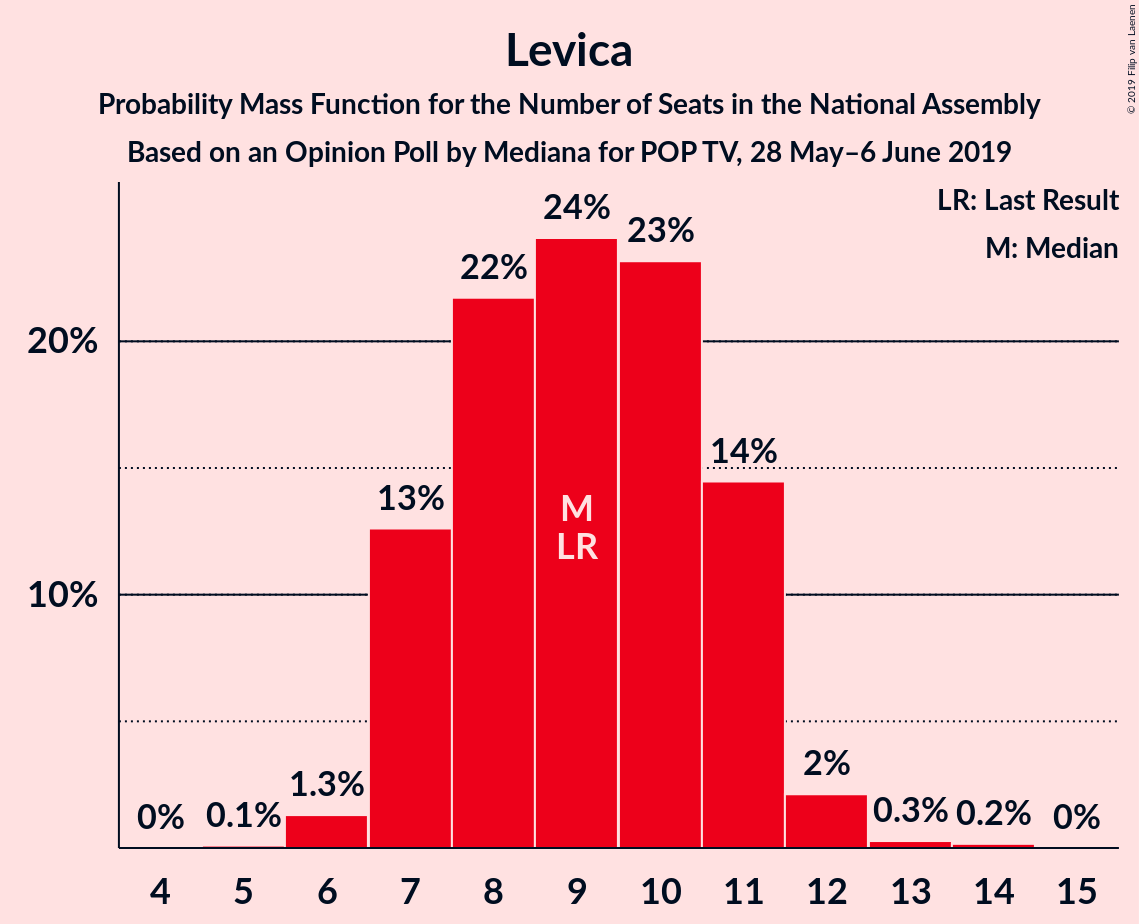 Levica
Probability Mass Function for the Number of Seats in the National Assembly
Based on an Opinion Poll by Mediana for POP TV, 28 May–6 June 2019
© 2019 Filip van Laenen
LR: Last Result
M: Median
24%
23%
22%
20%
14%
13%
M
LR
10%
2%
1.3%
0% 0.1% 0.3% 0.2% 0%
4 5 6 7 8 9 10 11 12 13 14 15